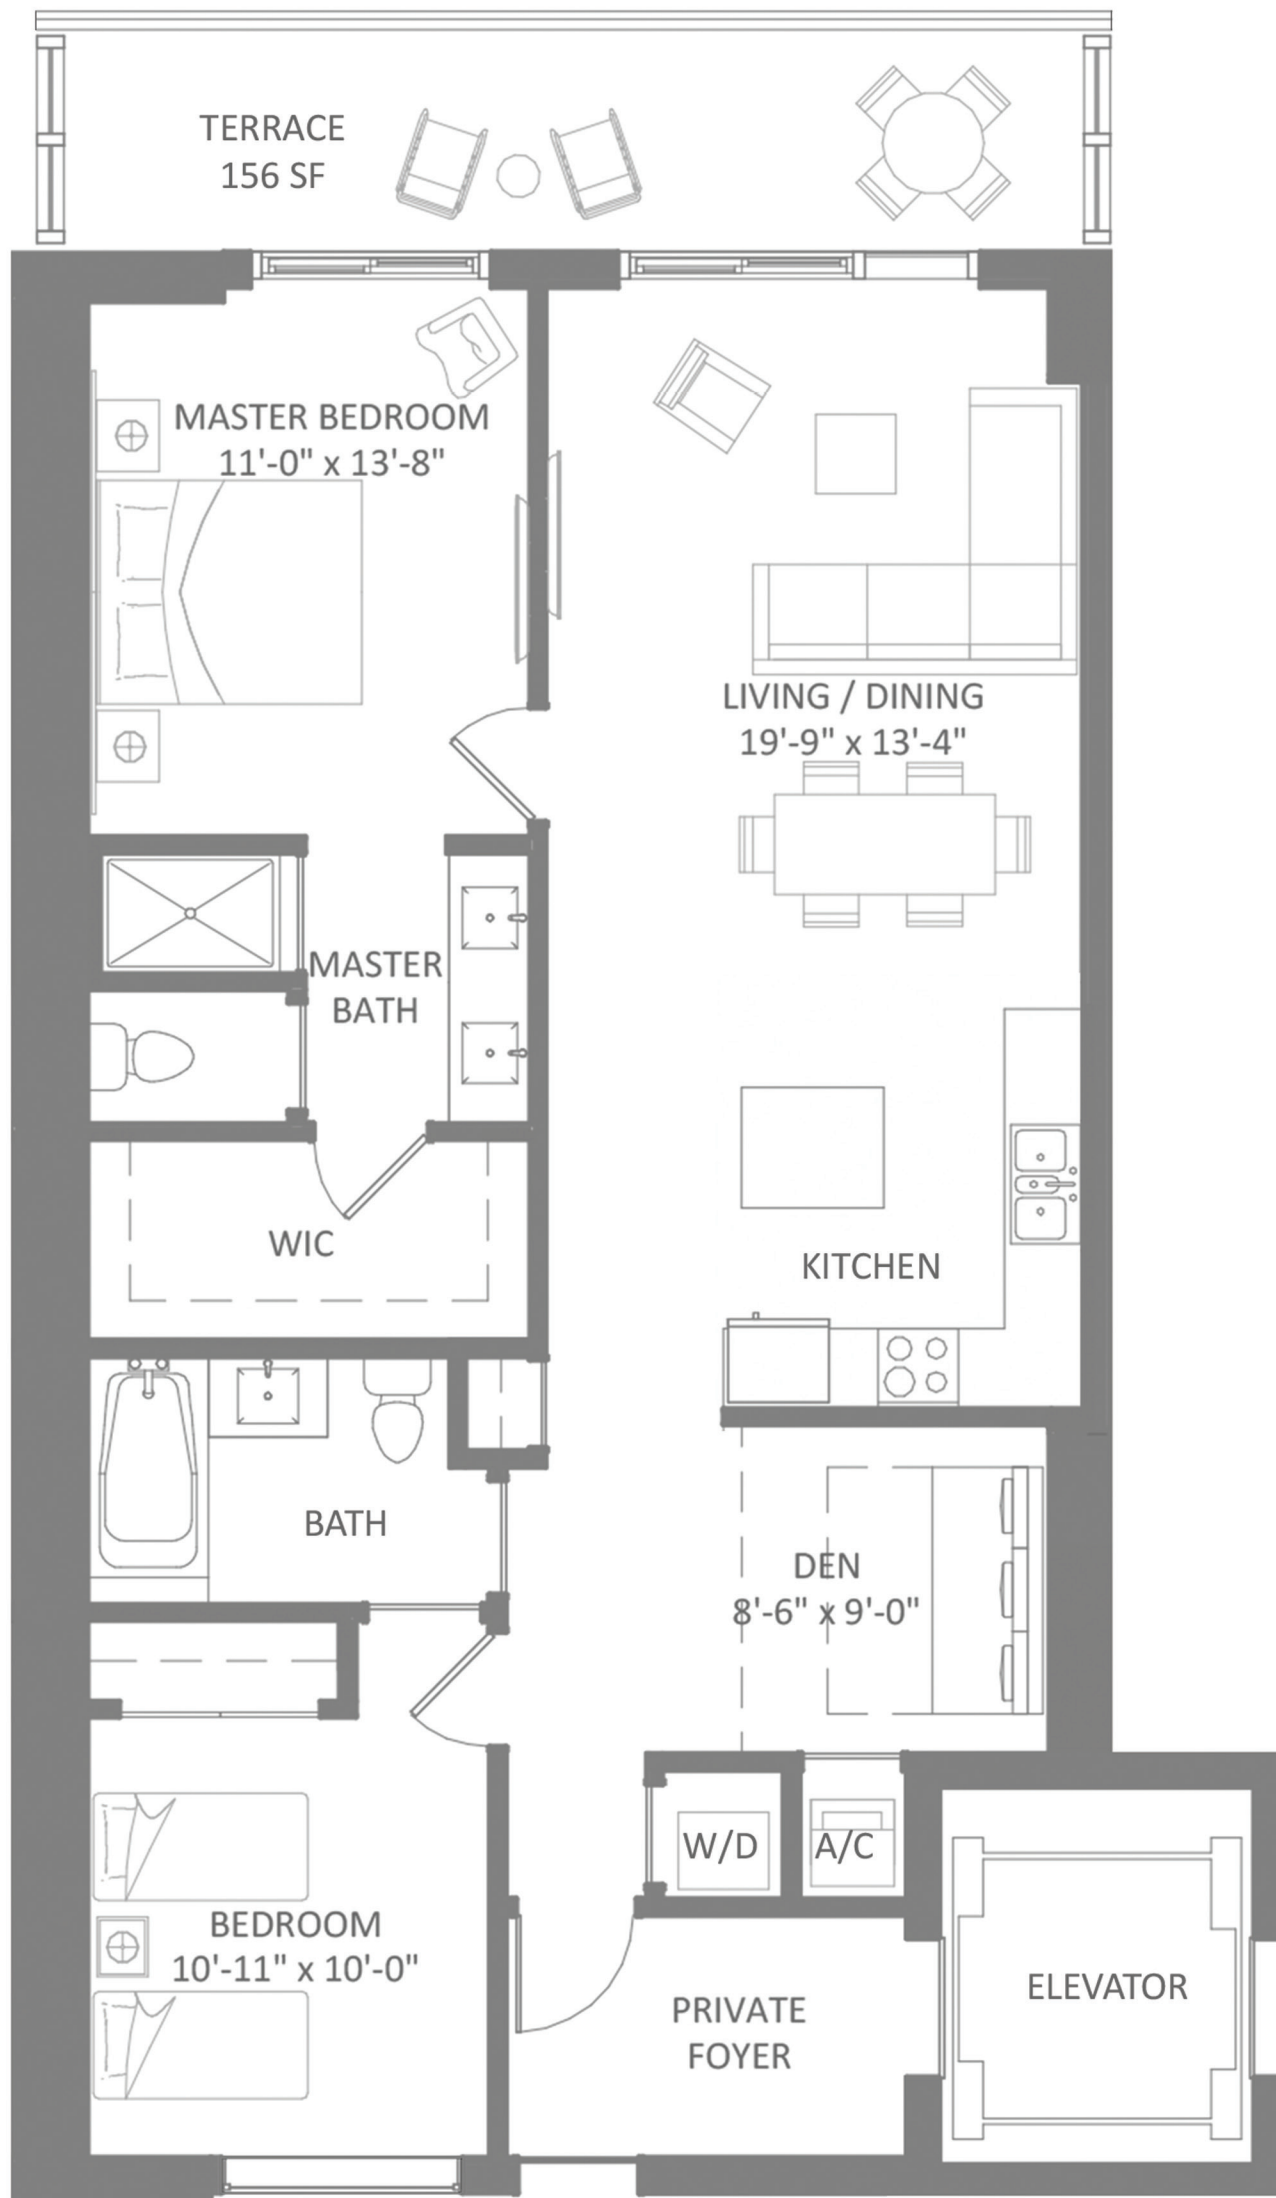 TERRACE
156 SF
MASTER BEDROOM
11'-0" x 13'-8"
LIVING / DINING
19'-9" x 13'-4"
MASTER
BATH
WIC
KITCHEN
BATH
DEN
8'-6" x 9'-0"
W/D
A/C
BEDROOM
10'-11" x 10'-0"
PRIVATE
FOYER
ELEVATOR